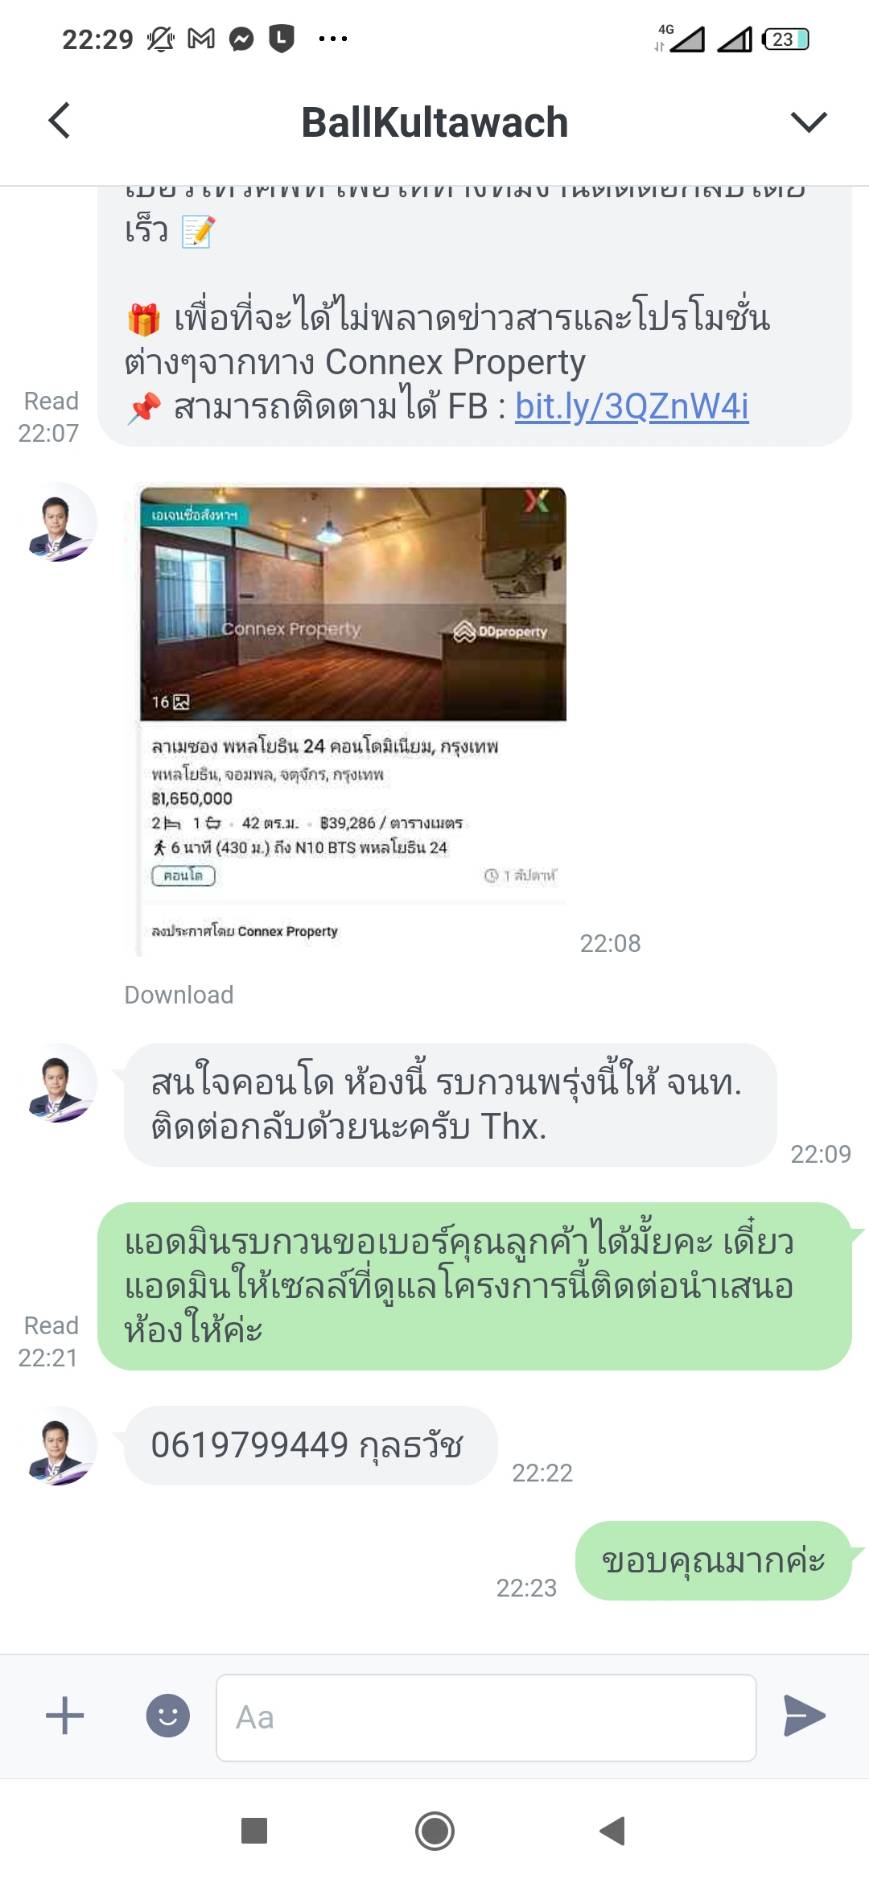 22:29
4G
23
BallKultawach
เร็ว 📝
🎁 เพื่อที่จะได้ไม่พลาดข่าวสารและโปรโมชั่น
ต่างๆจากทาง Connex Property
📌 สามารถติดตามได้ FB : bit.ly/3QZnW4i
Read
22:07
เอเจนซื่อสังหาฯ
Connex Property
DDproperty
16
ลาเมซอง พหลโยธิน 24 คอนโดมิเนียม, กรุงเทพ
พหลโยธิน, จอมพล, จตุจักร, กรุงเทพ
฿1,650,000
2 1 · 42 ตร.ม. · ฿39,286 / ตารางเมตร
6 นาที (430 ม.) ถึง N10 BTS พหลโยธิน 24
คอนโด
1 สัปดาห์
ลงประกาศโดย Connex Property
22:08
Download
สนใจคอนโด ห้องนี้ รบกวนพรุ่งนี้ให้ จนท.
ติดต่อกลับด้วยนะครับ Thx.
22:09
แอดมินรบกวนขอเบอร์คุณลูกค้าได้มั้ยคะ เดี๋ยว
แอดมินให้เซลล์ที่ดูแลโครงการนี้ติดต่อนำเสนอ
ห้องให้ค่ะ
Read
22:21
0619799449 กุลธวัช
22:22
ขอบคุณมากค่ะ
22:23
Aa